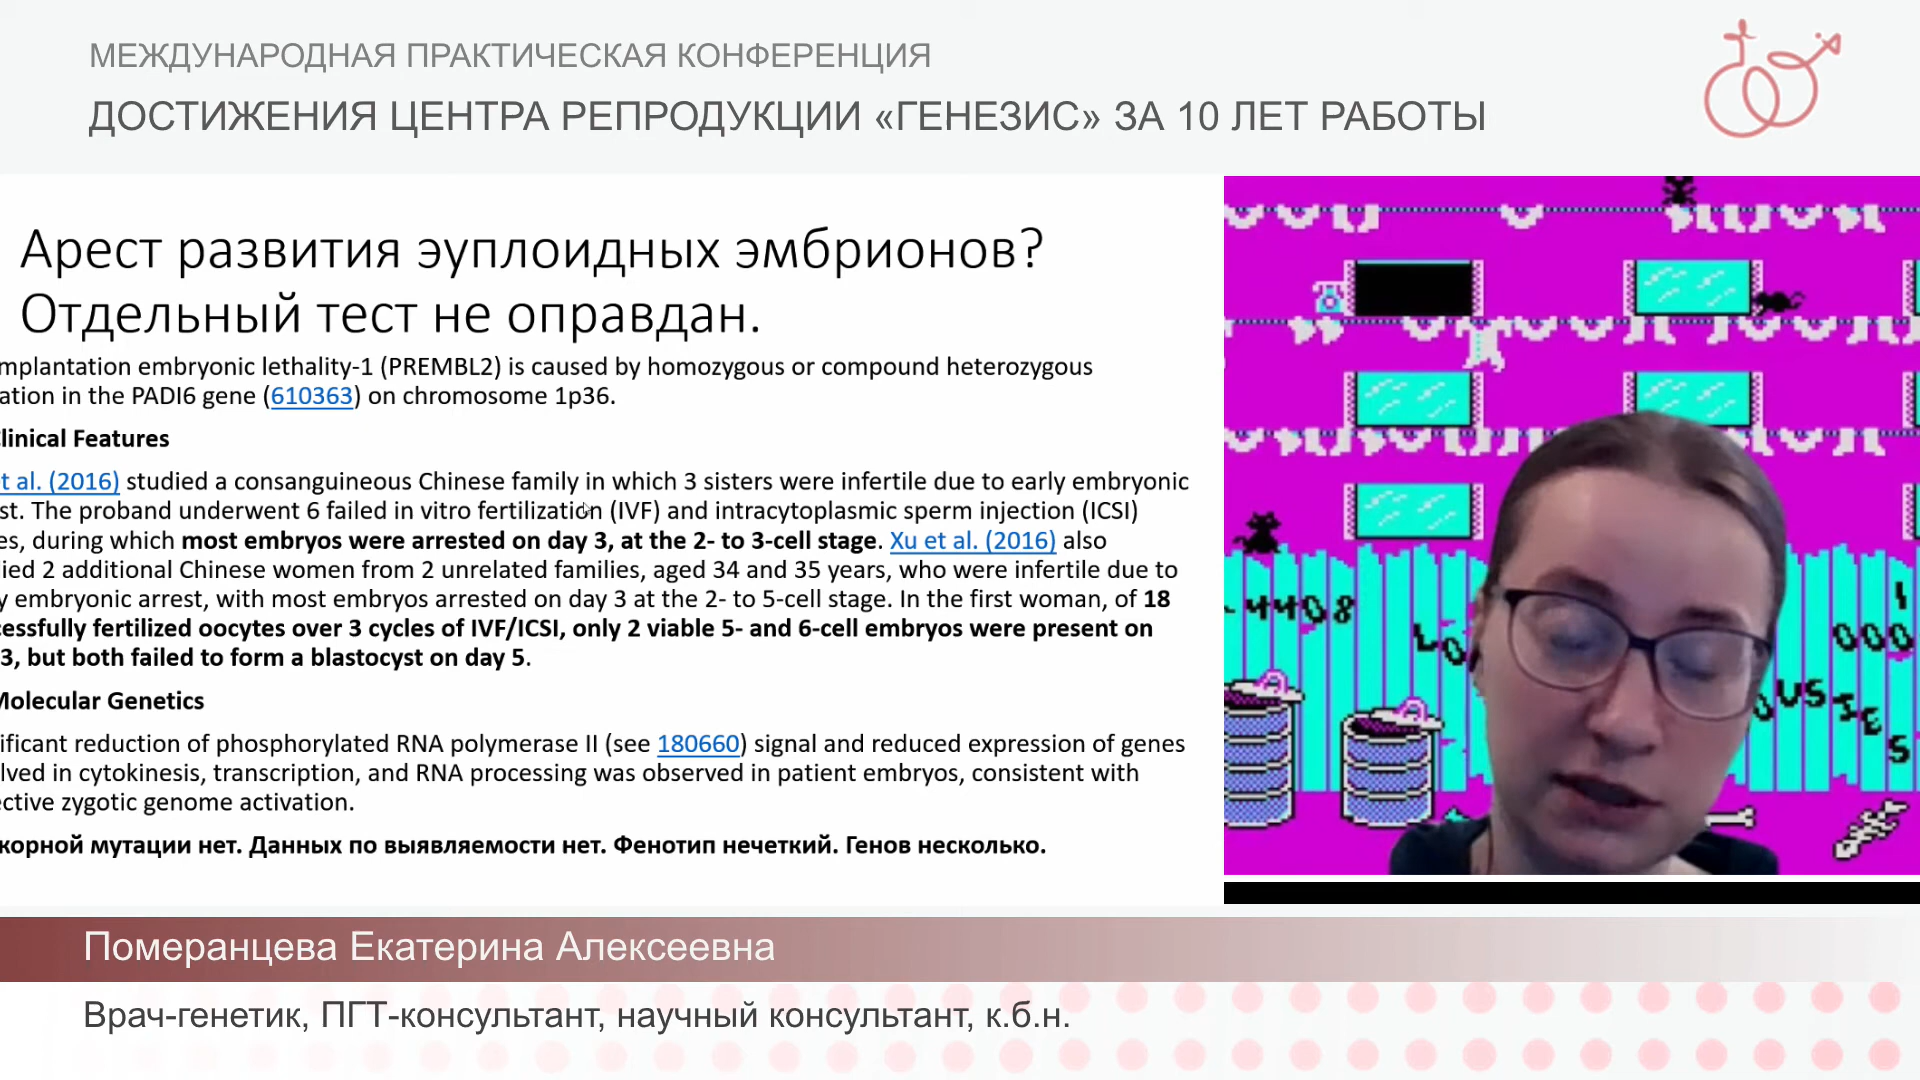 МЕЖДУНАРОДНАЯ ПРАКТИЧЕСКАЯ КОНФЕРЕНЦИЯ
ДОСТИЖЕНИЯ ЦЕНТРА РЕПРОДУКЦИИ «ГЕНЕЗИС» ЗА 10 ЛЕТ РАБОТЫ
Арест развития эуплоидных эмбрионов?
Отдельный тест не оправдан.
mplantation embryonic lethality-1 (PREMBL2) is caused by homozygous or compound heterozygous
ation in the PADI6 gene (610363) on chromosome 1p36.
linical Features
t al. (2016) studied a consanguineous Chinese family in which 3 sisters were infertile due to early embryonic
st. The proband underwent 6 failed in vitro fertilization (IVF) and intracytoplasmic sperm injection (ICSI)
es, during which most embryos were arrested on day 3, at the 2- to 3-cell stage. Xu et al. (2016) also
ied 2 additional Chinese women from 2 unrelated families, aged 34 and 35 years, who were infertile due to
y embryonic arrest, with most embryos arrested on day 3 at the 2- to 5-cell stage. In the first woman, of 18
cessfully fertilized oocytes over 3 cycles of IVF/ICSI, only 2 viable 5- and 6-cell embryos were present on
3, but both failed to form a blastocyst on day 5.
Molecular Genetics
ificant reduction of phosphorylated RNA polymerase II (see 180660) signal and reduced expression of genes
lved in cytokinesis, transcription, and RNA processing was observed in patient embryos, consistent with
ective zygotic genome activation.
корной мутации нет. Данных по выявляемости нет. Фенотип нечеткий. Генов несколько.
Померанцева Екатерина Алексеевна
Врач-генетик, ПГТ-консультант, научный консультант, к.б.н.